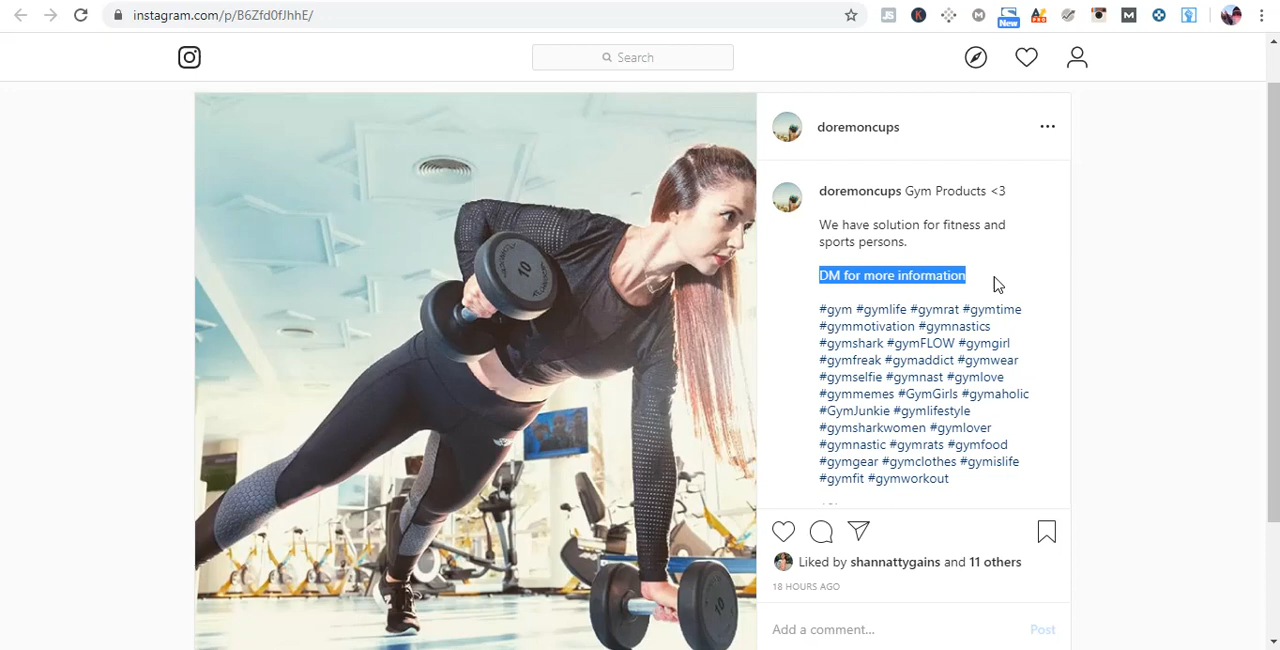 instagram.com/p/B6Zfd0fJhhE/
New
Search
doremoncups
doremoncups Gym Products <3
We have solution for fitness and
sports persons.
DM for more information
#gym #gymlife #gymrat #gymtime
#gymmotivation #gymnastics
#gymshark #gymFLOW #gymgirl
#gymfreak #gymaddict #gymwear
#gymselfie #gymnast #gymlove
#gymmemes #GymGirls #gymaholic
#GymJunkie #gymlifestyle
#gymsharkwomen #gymlover
#gymnastic #gymrats #gymfood
#gymgear #gymclothes #gymislife
#gymfit #gymworkout
Liked by shannattygains and 11 others
18 HOURS AGO
Add a comment... Post
10
10